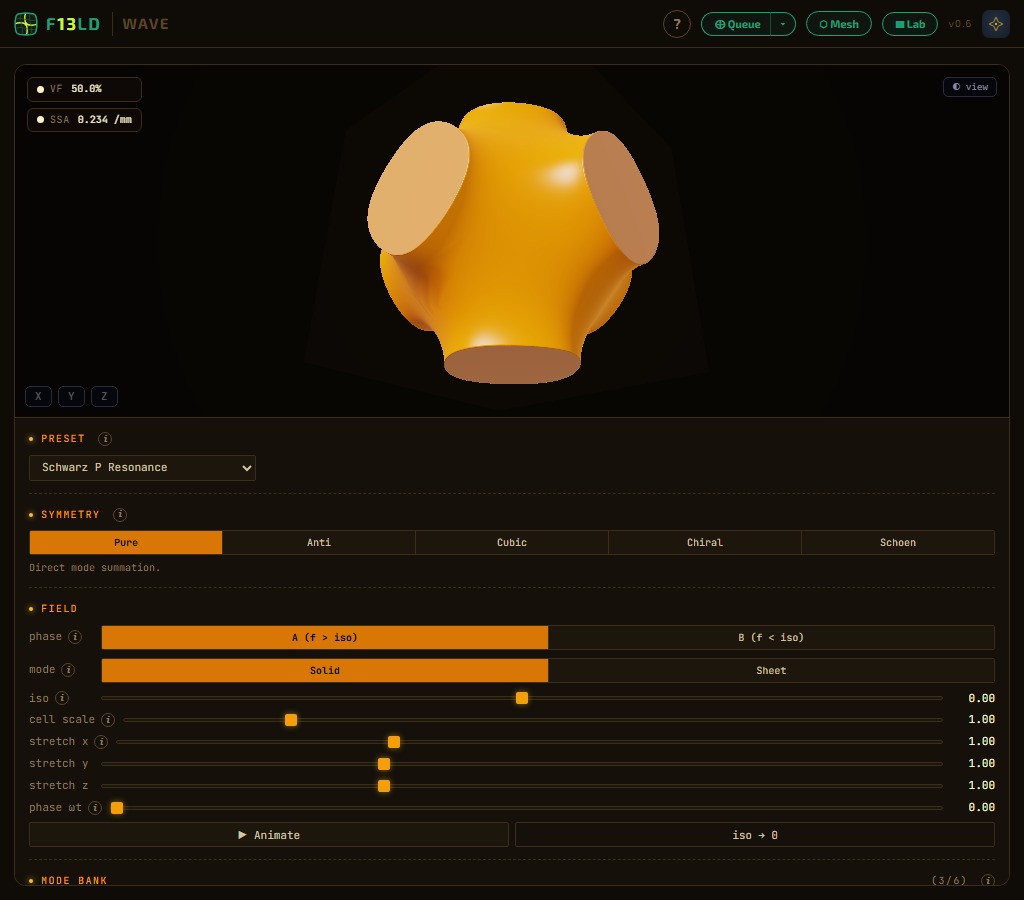 F13LD WAVE ? Queue Mesh Lab v0.6
VF 50.0%
view
SSA 0.234 /mm
X Y Z
PRESET i
Schwarz P Resonance
SYMMETRY i
Pure Anti Cubic Chiral Schoen
Direct mode summation.
FIELD
phase i A (f > iso) B (f < iso)
mode i Solid Sheet
iso i 0.00
cell scale i 1.00
stretch x i 1.00
stretch y 1.00
stretch z 1.00
phase ωt i 0.00
▶ Animate iso → 0
MODE BANK (3/6) i